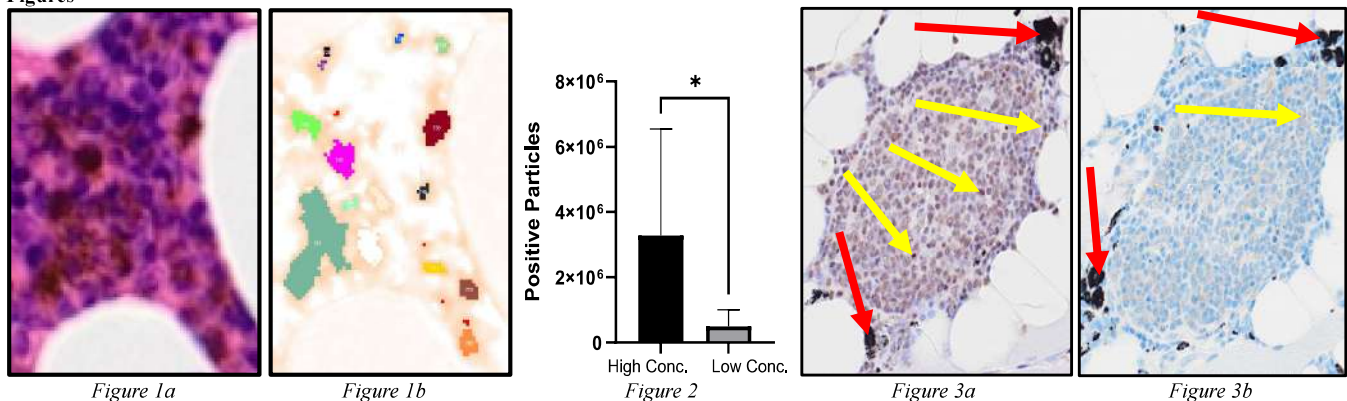 Figures
Positive Particles
8×10⁶
6×10⁶
4×10⁶
2×10⁶
0
*
High Conc. Low Conc.
Figure 1a Figure 1b Figure 2 Figure 3a Figure 3b